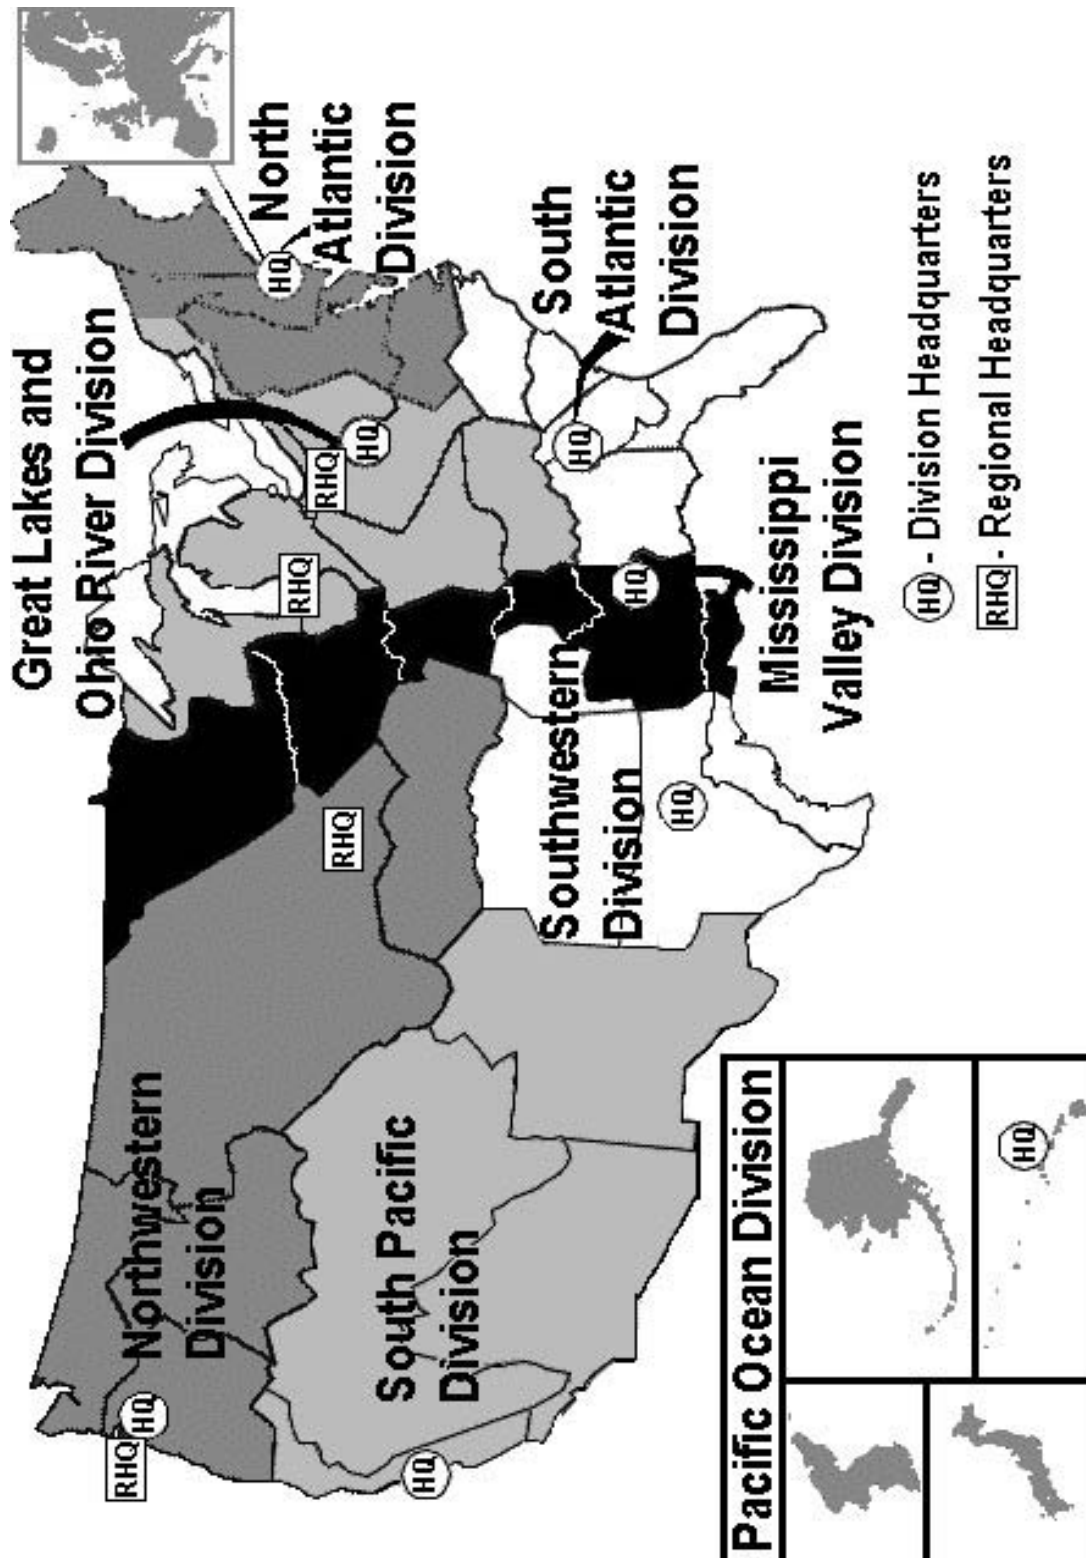 Great Lakes and
Ohio River Division
North
Atlantic
Division
Northwestern
Division
South Pacific
Division
Southwestern
Division
South
Atlantic
Division
Mississippi
Valley Division
Pacific Ocean Division
RHQ
HQ
HQ
RHQ
RHQ
RHQ
HQ
HQ
HQ
HQ
HQ
HQ
HQ - Division Headquarters
RHQ - Regional Headquarters